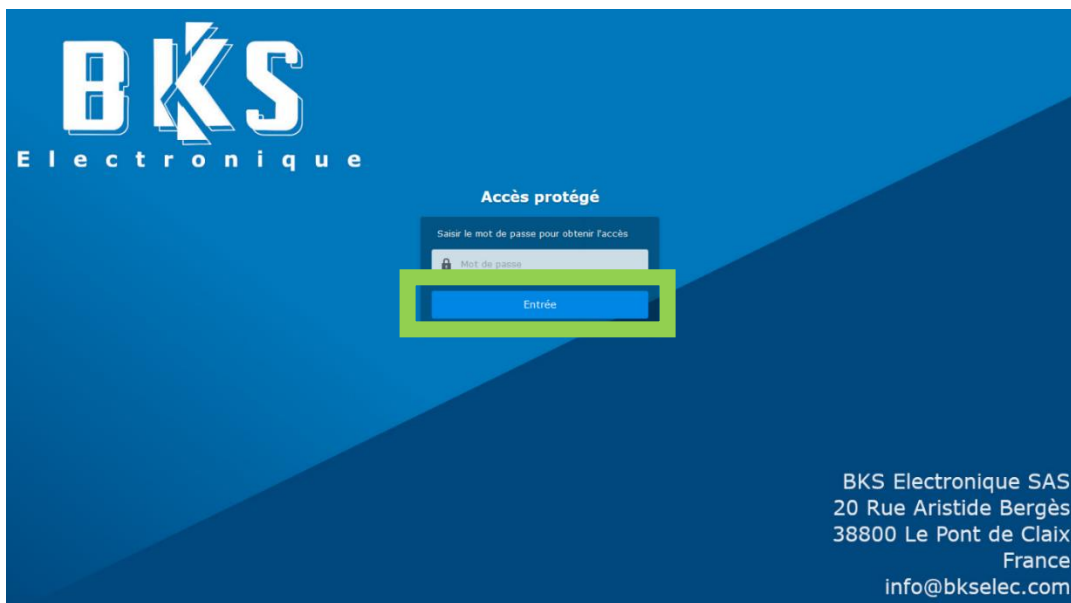 BKS
Electronique
Accès protégé
Saisir le mot de passe pour obtenir l'accès
Mot de passe
Entrée
BKS Electronique SAS
20 Rue Aristide Bergès
38800 Le Pont de Claix
France
info@bkselec.com